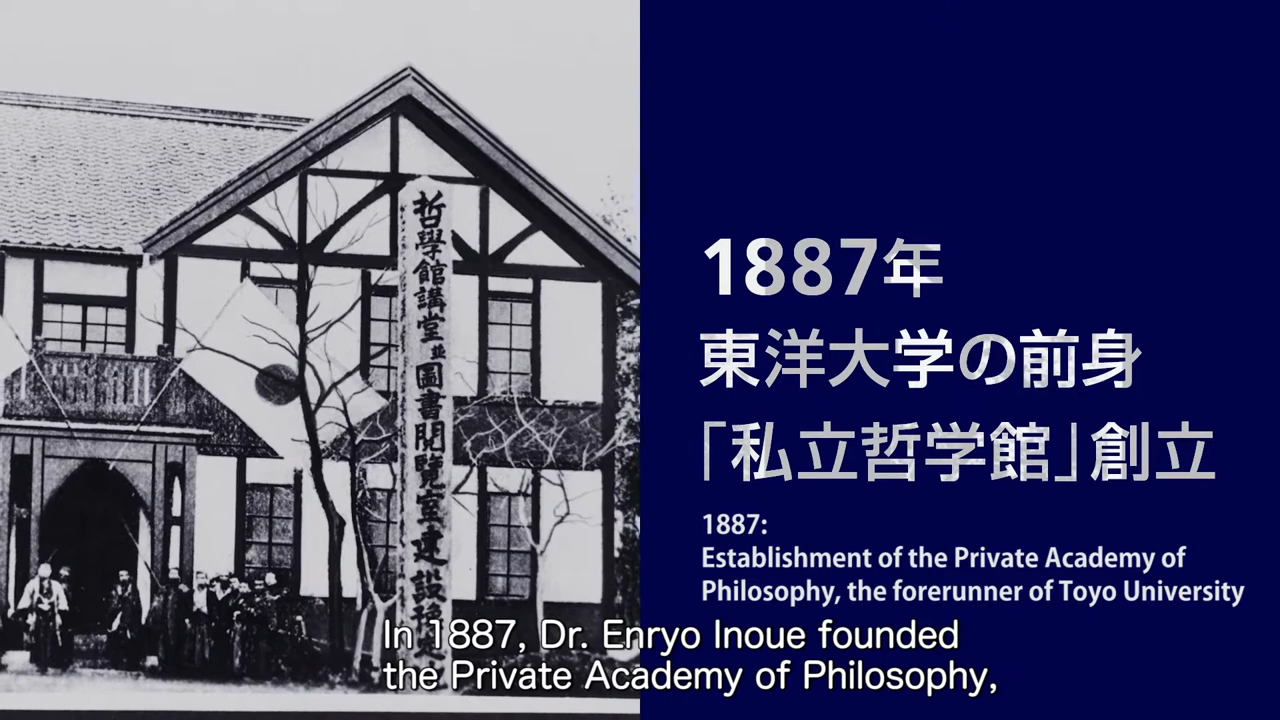 哲學館講堂並圖書閲覽室建設
1887年
東洋大学の前身
「私立哲学館」創立
1887:
Establishment of the Private Academy of
Philosophy, the forerunner of Toyo University
In 1887, Dr. Enryo Inoue founded
the Private Academy of Philosophy,